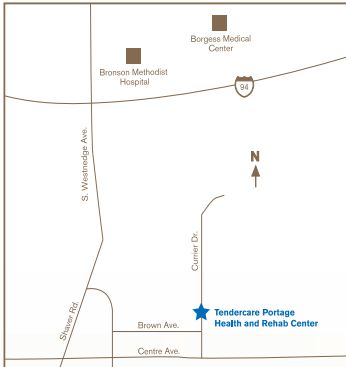 Borgess Medical
Center
Bronson Methodist
Hospital
94
S. Westnedge Ave.
N
Currier Dr.
Shaver Rd.
Tendercare Portage
Health and Rehab Center
Brown Ave.
Centre Ave.